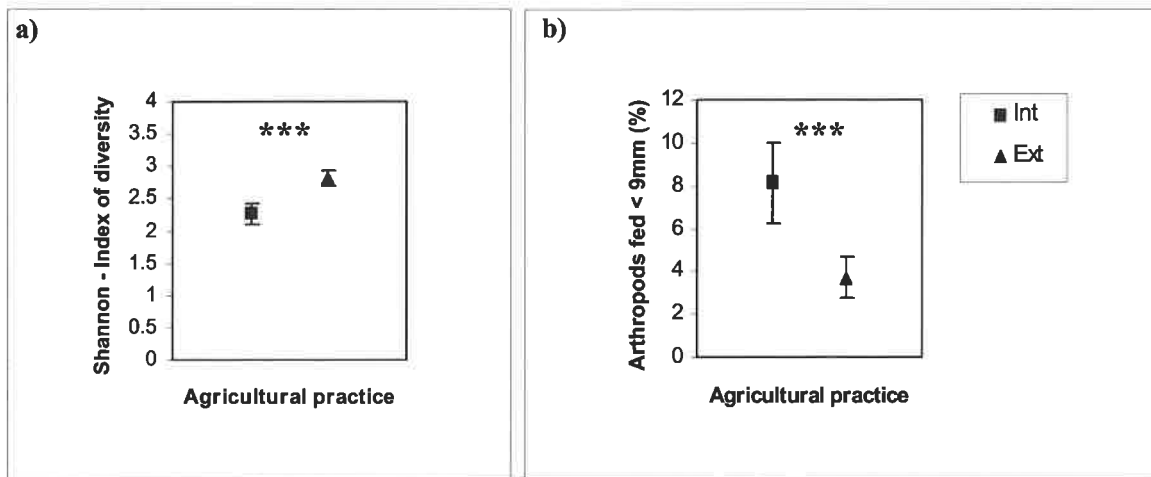 a)
Shannon - Index of diversity
4
3.5
3
2.5
2
1.5
1
0.5
0
***
Agricultural practice
b)
Arthropods fed < 9mm (%)
12
10
8
6
4
2
0
***
Agricultural practice
Int
Ext